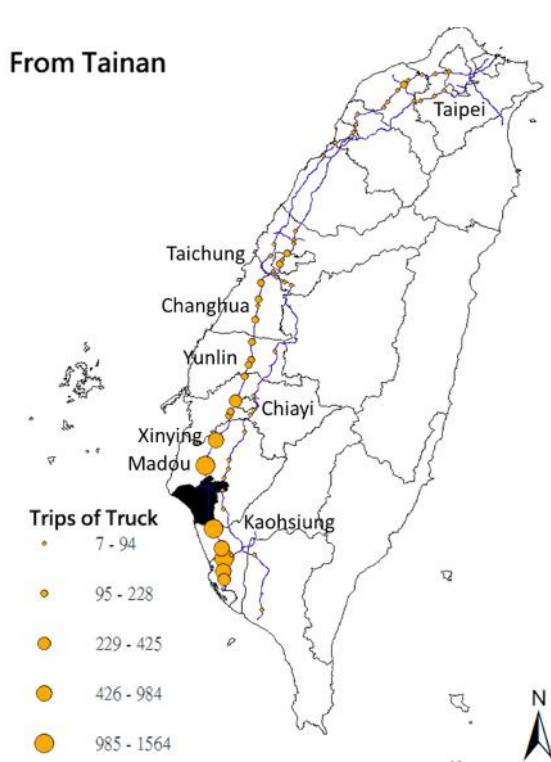 From Tainan
Taipei
Taichung
Changhua
Yunlin
Chiayi
Xinying
Madou
Kaohsiung
Trips of Truck
7 - 94
95 - 228
229 - 425
426 - 984
985 - 1564
N